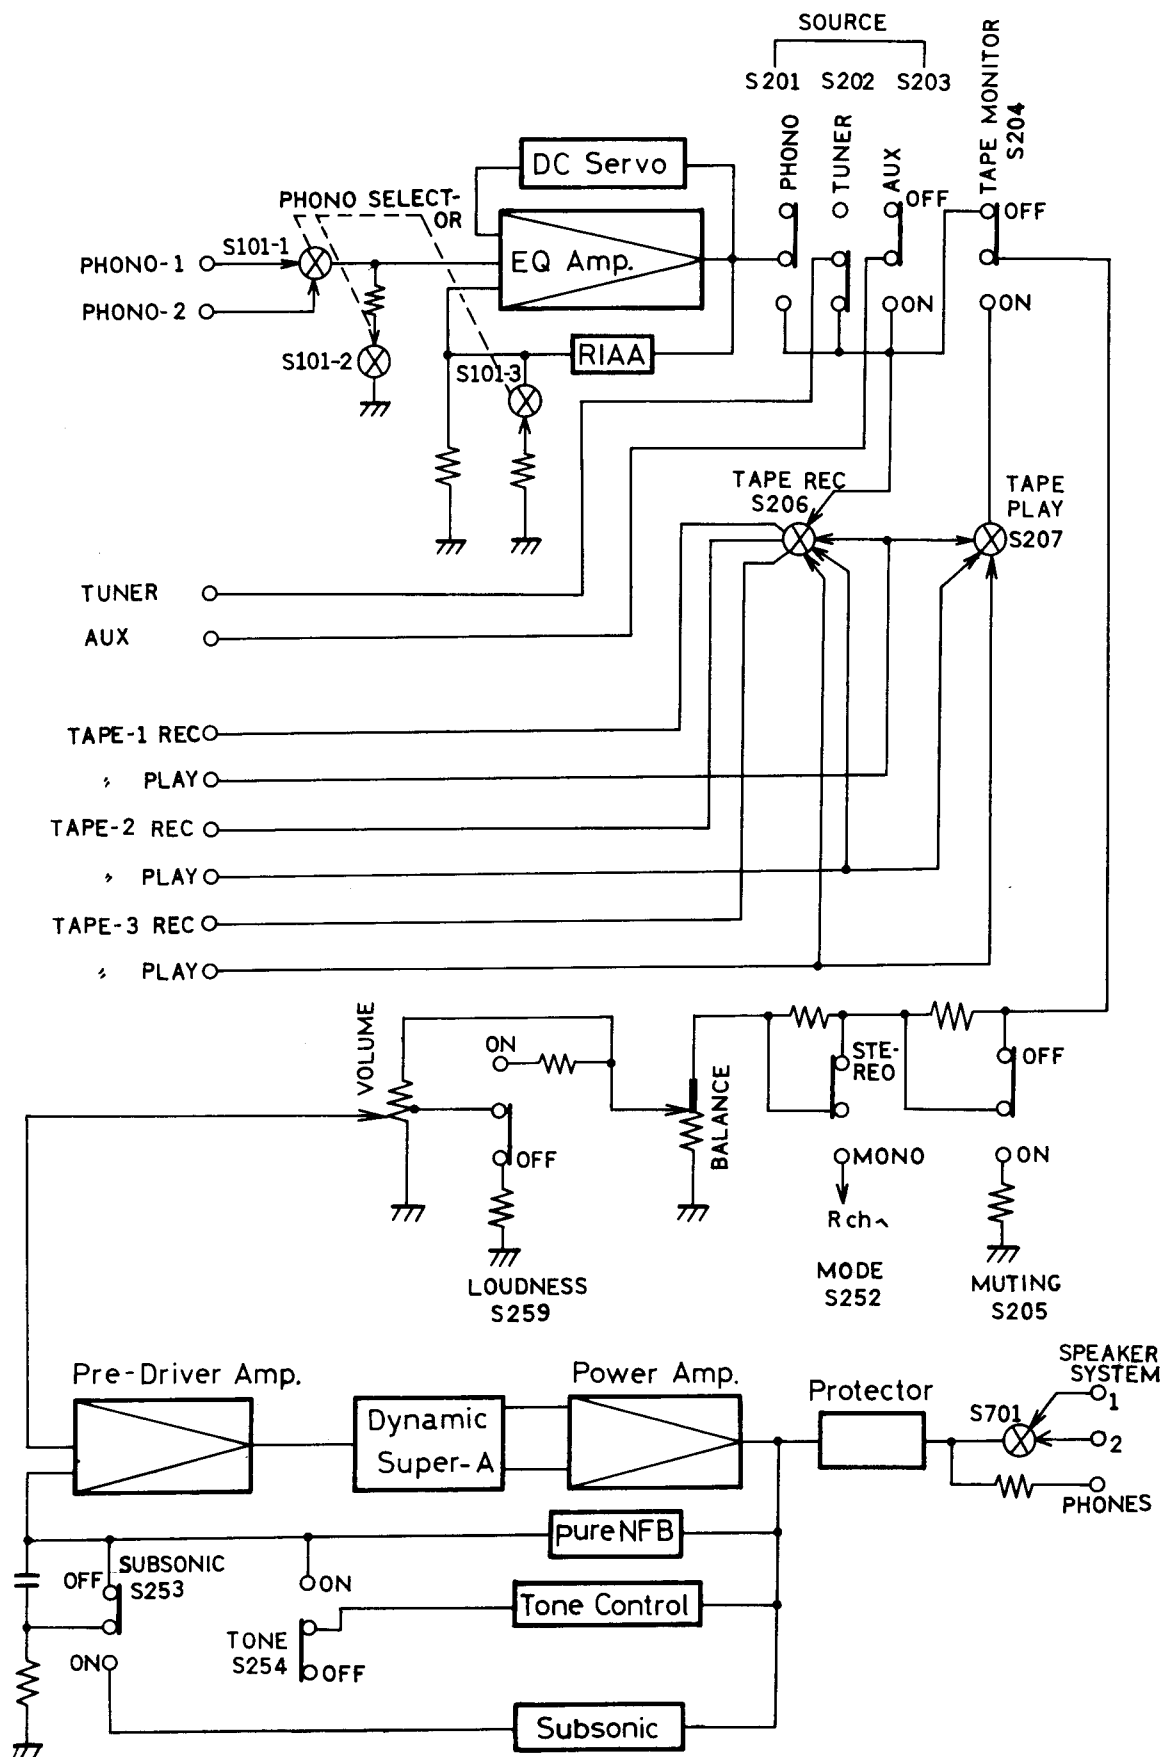 SOURCE
S201 S202 S203
PHONO
TUNER
AUX
TAPE MONITOR
S204
DC Servo
PHONO SELECT-
OR
OFF
OFF
S101-1
PHONO-1
EQ Amp.
PHONO-2
ON
ON
S101-2
RIAA
S101-3
TAPE REC
S206
TAPE
PLAY
S207
TUNER
AUX
TAPE-1 REC
〃 PLAY
TAPE-2 REC
〃 PLAY
TAPE-3 REC
〃 PLAY
VOLUME
ON
BALANCE
STE-
REO
OFF
OFF
MONO
ON
Rch
LOUDNESS
S259
MODE
S252
MUTING
S205
Pre-Driver Amp.
Power Amp.
Protector
SPEAKER
SYSTEM
Dynamic
Super-A
S701
1
2
PHONES
pure NFB
SUBSONIC
S253
OFF
ON
Tone Control
TONE
S254
OFF
ON
Subsonic